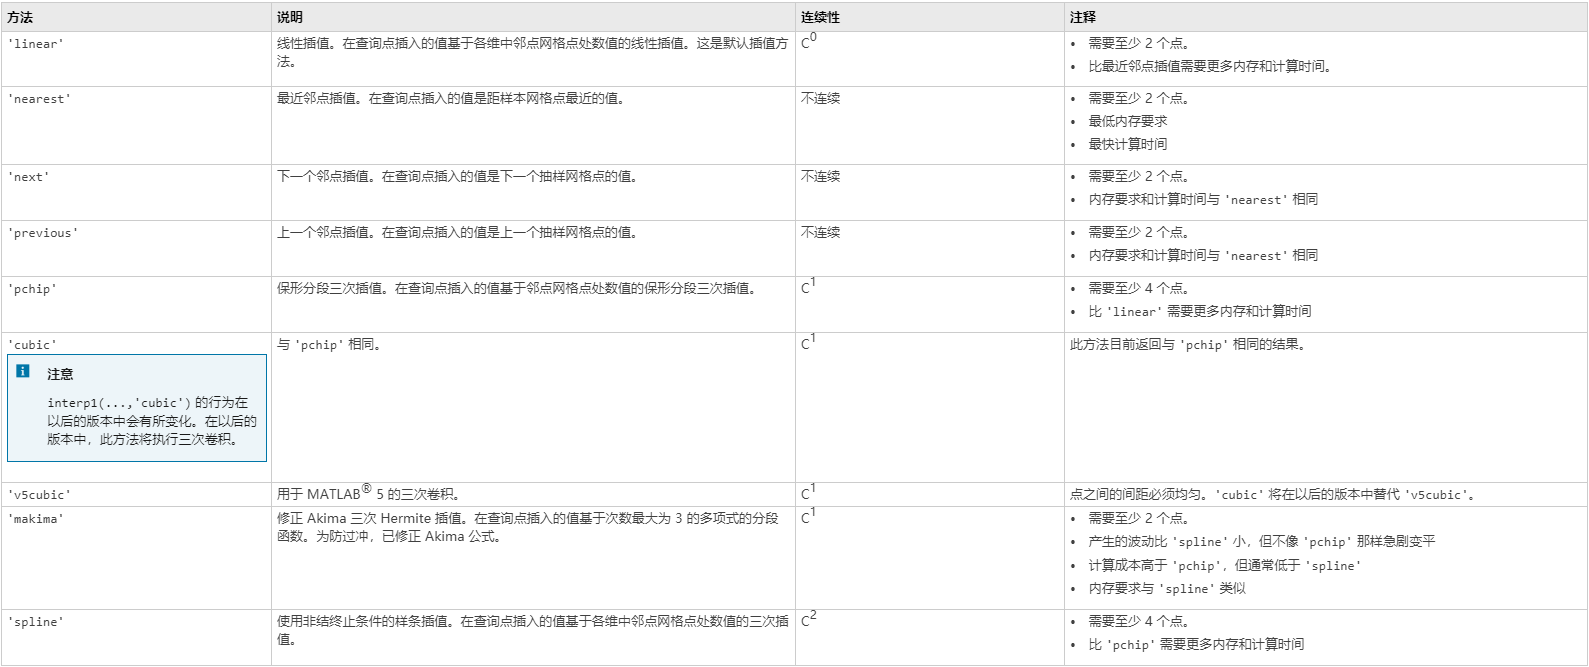 方法 说明 连续性 注释
'linear' 线性插值。在查询点插入的值基于各维中邻点网格点处数值的线性插值。这是默认插值方
法。 C0 • 需要至少 2 个点。
• 比最近邻点插值需要更多内存和计算时间。
'nearest' 最近邻点插值。在查询点插入的值是距样本网格点最近的值。 不连续 • 需要至少 2 个点。
• 最低内存要求
• 最快计算时间
'next' 下一个邻点插值。在查询点插入的值是下一个抽样网格点的值。 不连续 • 需要至少 2 个点。
• 内存要求和计算时间与 'nearest' 相同
'previous' 上一个邻点插值。在查询点插入的值是上一个抽样网格点的值。 不连续 • 需要至少 2 个点。
• 内存要求和计算时间与 'nearest' 相同
'pchip' 保形分段三次插值。在查询点插入的值基于邻点网格点处数值的保形分段三次插值。 C1 • 需要至少 4 个点。
• 比 'linear' 需要更多内存和计算时间
'cubic' 与 'pchip' 相同。 C1 此方法目前返回与 'pchip' 相同的结果。
注意
interp1(...,'cubic') 的行为在
以后的版本中会有所变化。在以后的
版本中，此方法将执行三次卷积。
'v5cubic' 用于 MATLAB® 5 的三次卷积。 C1 点之间的间距必须均匀。'cubic' 将在以后的版本中替代 'v5cubic'。
'makima' 修正 Akima 三次 Hermite 插值。在查询点插入的值基于次数最大为 3 的多项式的分段
函数。为防过冲，已修正 Akima 公式。 C1 • 需要至少 2 个点。
• 产生的波动比 'spline' 小，但不像 'pchip' 那样急剧变平
• 计算成本高于 'pchip'，但通常低于 'spline'
• 内存要求与 'spline' 类似
'spline' 使用非结终止条件的样条插值。在查询点插入的值基于各维中邻点网格点处数值的三次插
值。 C2 • 需要至少 4 个点。
• 比 'pchip' 需要更多内存和计算时间